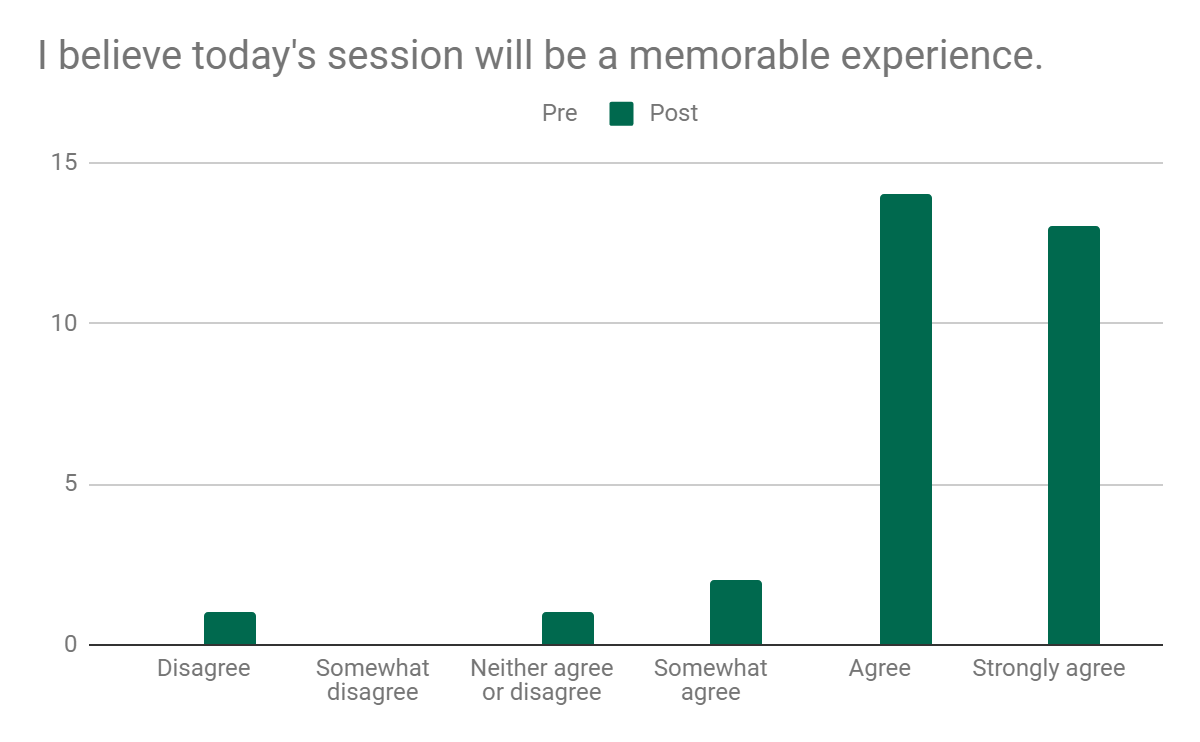 I believe today's session will be a memorable experience.
Pre Post
15
10
5
0
Disagree Somewhat disagree Neither agree or disagree Somewhat agree Agree Strongly agree